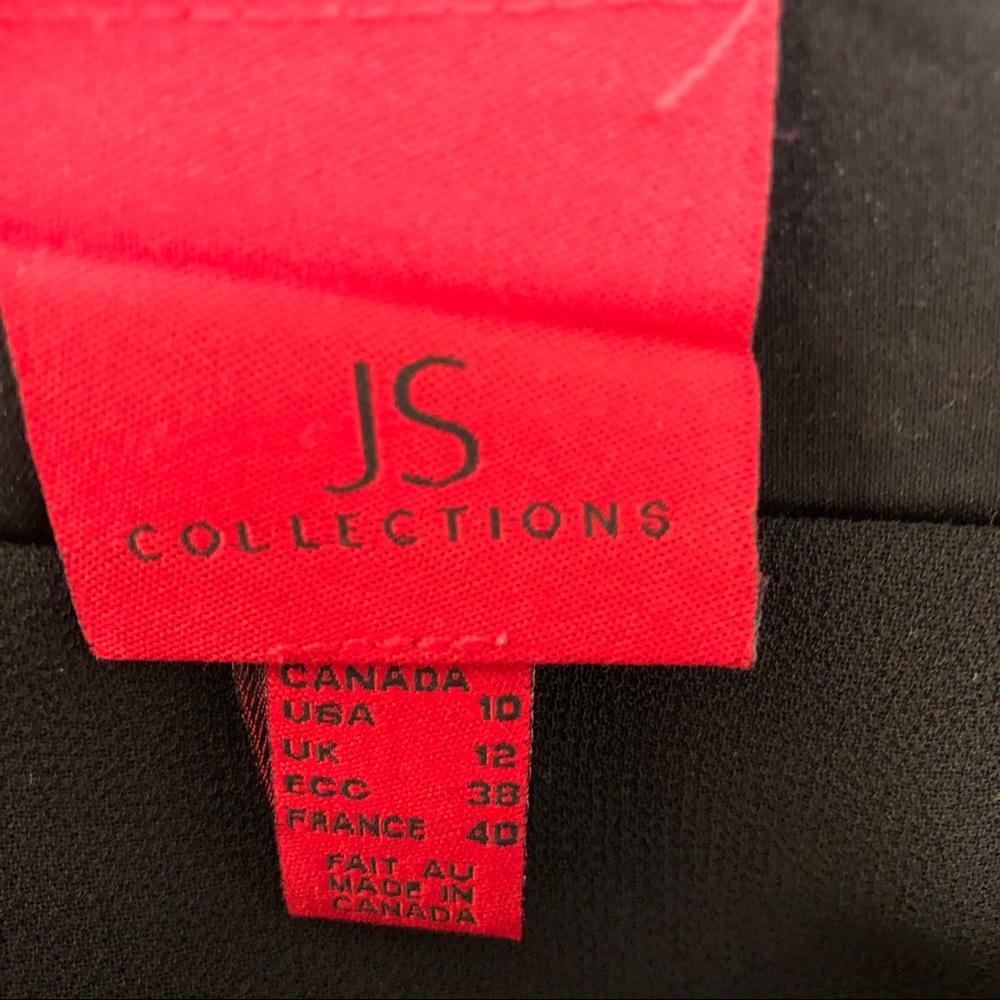 JS
COLLECTIONS
CANADA
USA 10
UK 12
ECC 38
FRANCE 40
FAIT AU
MADE IN
CANADA